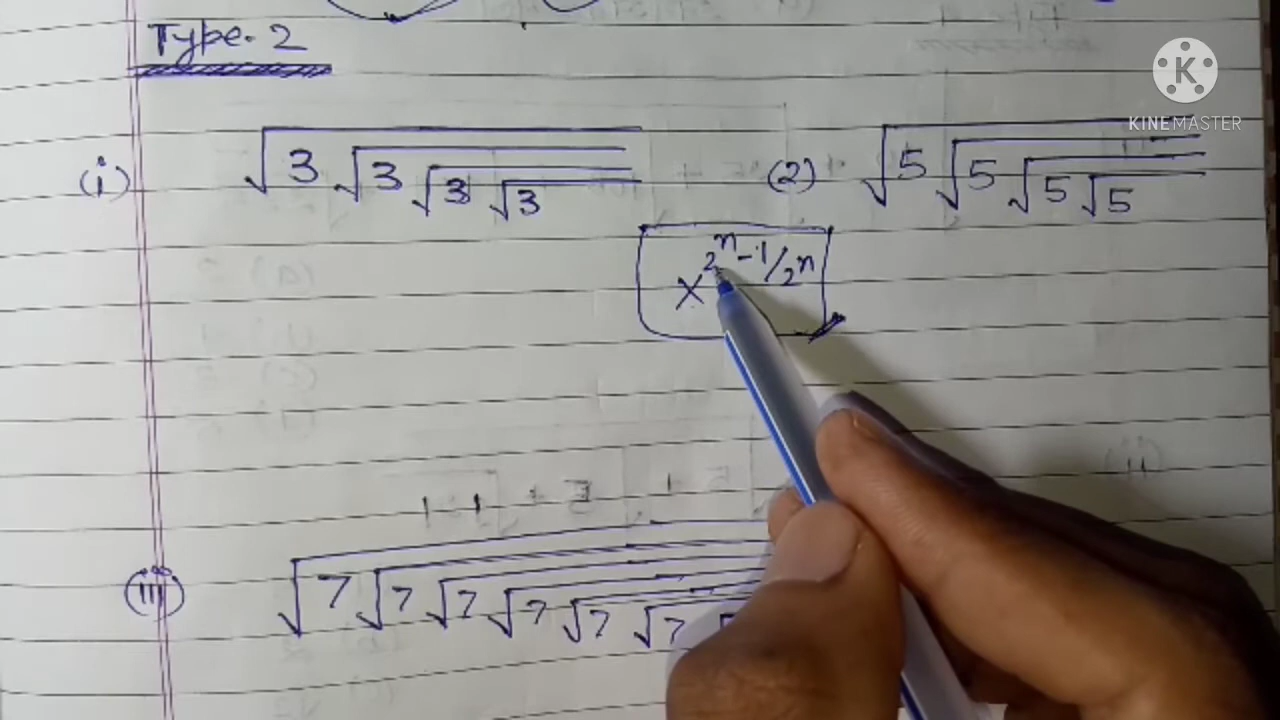 Type-2
(i) √3√3√3√3 (2) √5√5√5√5
x^2^n-1/2^n
(iii) √7√7√7√7√7√7
KINEMASTER